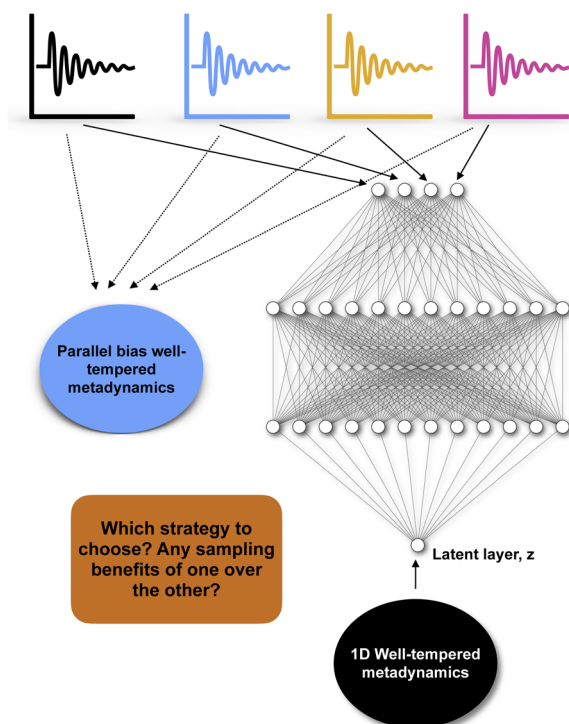 Parallel bias well-
tempered
metadynamics
Which strategy to
choose? Any sampling
benefits of one over
the other?
Latent layer, z
1D Well-tempered
metadynamics